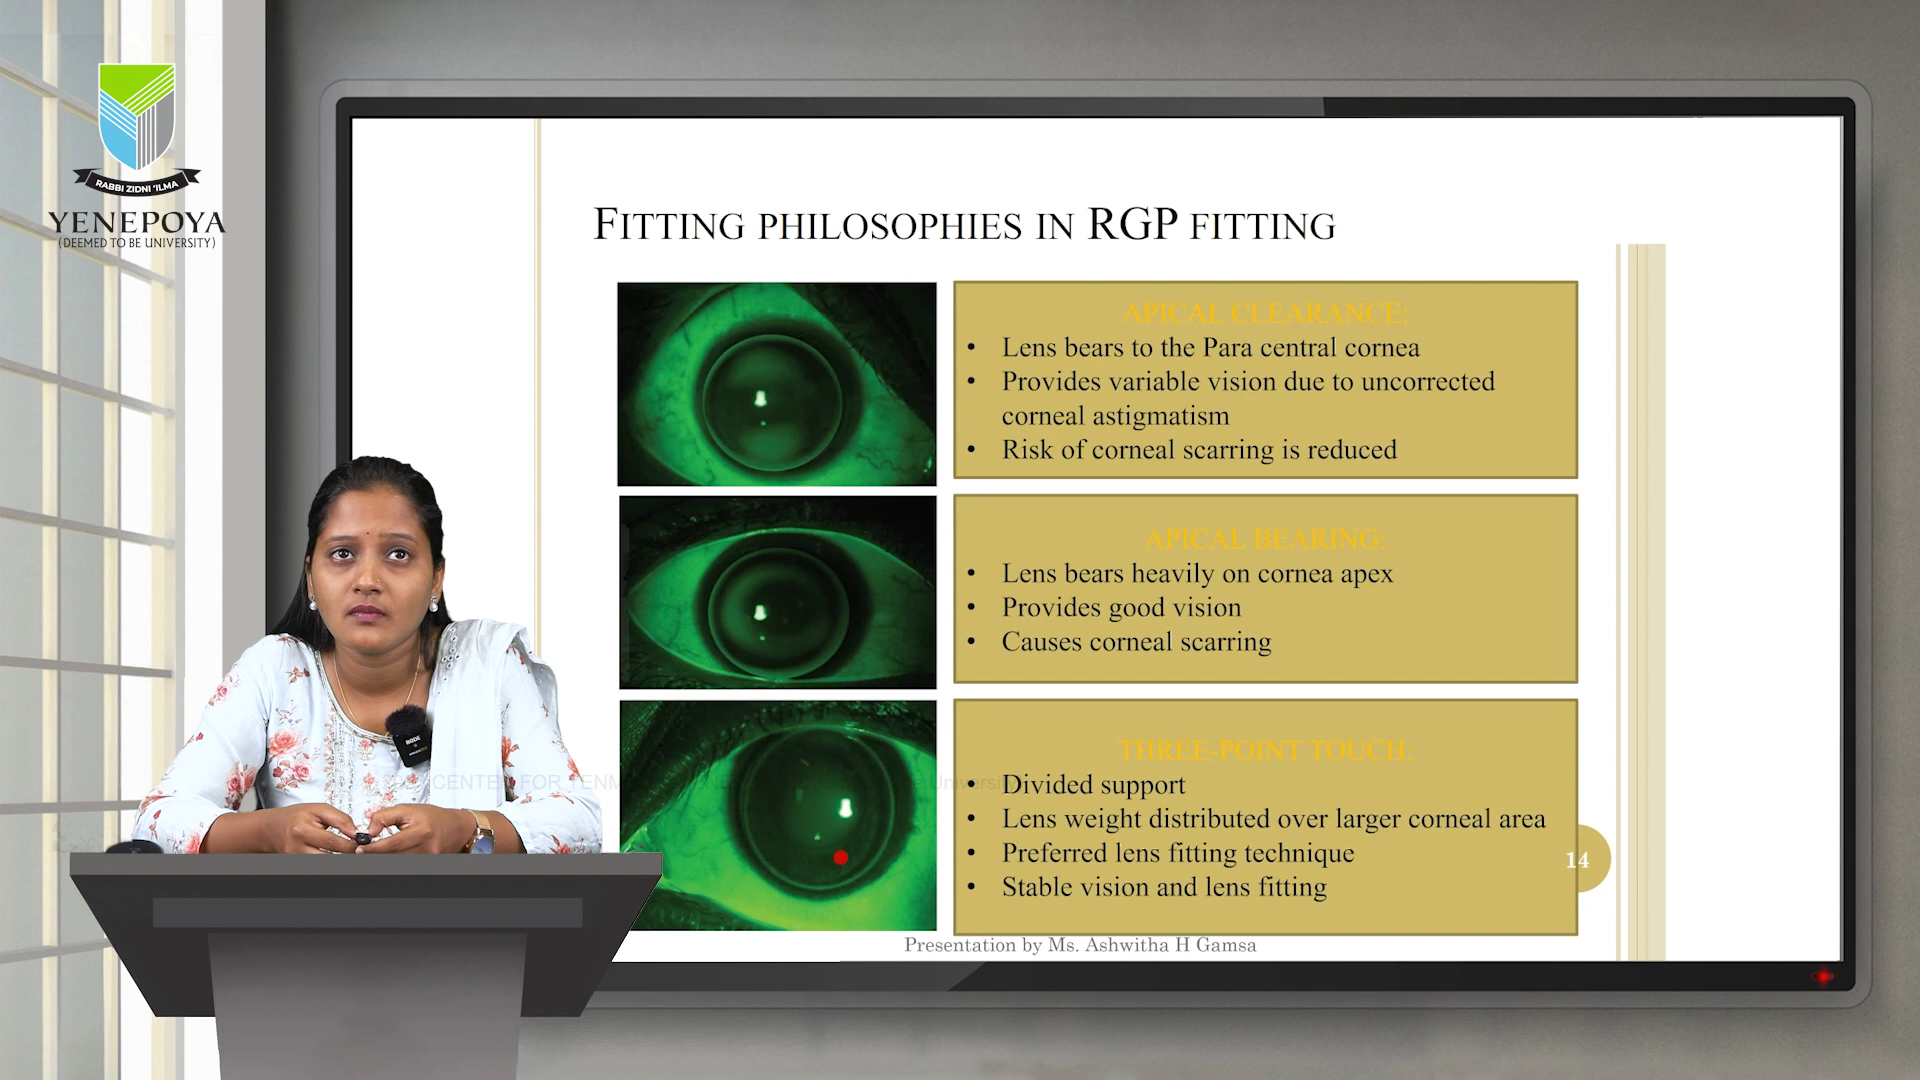 RABBI ZIDNI 'ILMA
YENEPOYA
(DEEMED TO BE UNIVERSITY)
FITTING PHILOSOPHIES IN RGP FITTING
APICAL CLEARANCE:
• Lens bears to the Para central cornea
• Provides variable vision due to uncorrected
corneal astigmatism
• Risk of corneal scarring is reduced
APICAL BEARING:
• Lens bears heavily on cornea apex
• Provides good vision
• Causes corneal scarring
THREE-POINT TOUCH:
• Divided support
• Lens weight distributed over larger corneal area
• Preferred lens fitting technique
• Stable vision and lens fitting
14
Presentation by Ms. Ashwitha H Gamsa
RODE
CENTER FOR
University